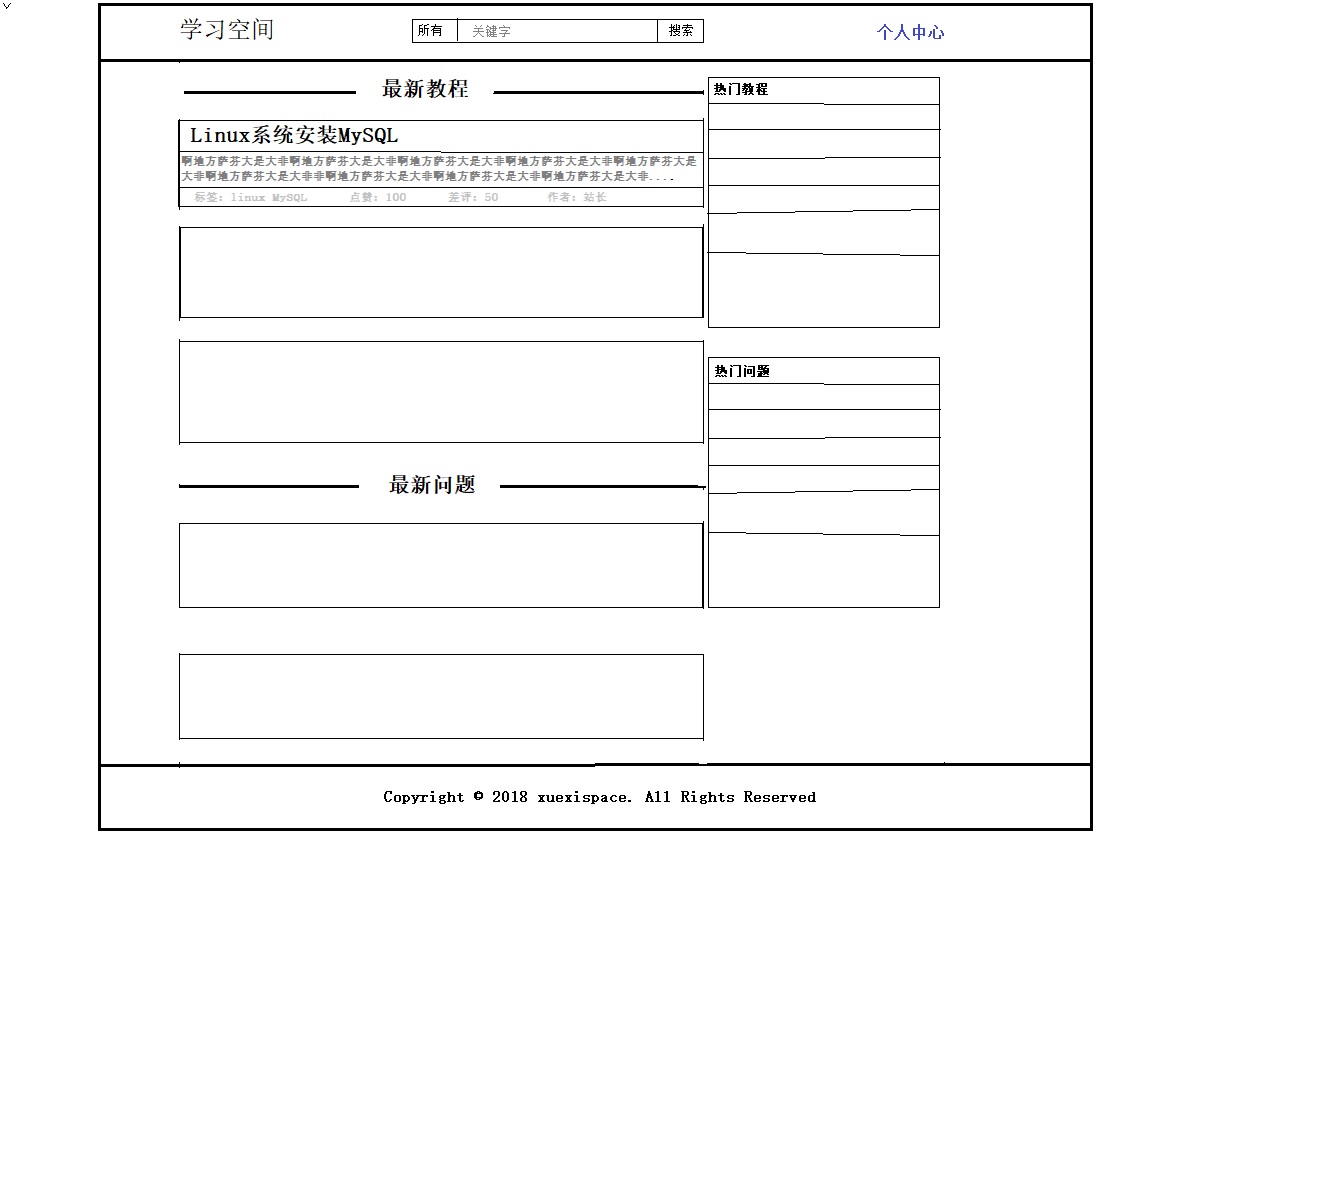 学习空间
所有 关键字 搜索
个人中心
最新教程
Linux系统安装MySQL
啊地方萨芬大是大非啊地方萨芬大是大非啊地方萨芬大是大非啊地方萨芬大是大非啊地方萨芬大是
大非啊地方萨芬大是大非非啊地方萨芬大是大非啊地方萨芬大是大非啊地方萨芬大是大非....
标签：linux MySQL 点赞：100 差评：50 作者：站长
最新问题
热门教程
热门问题
Copyright © 2018 xuexispace. All Rights Reserved